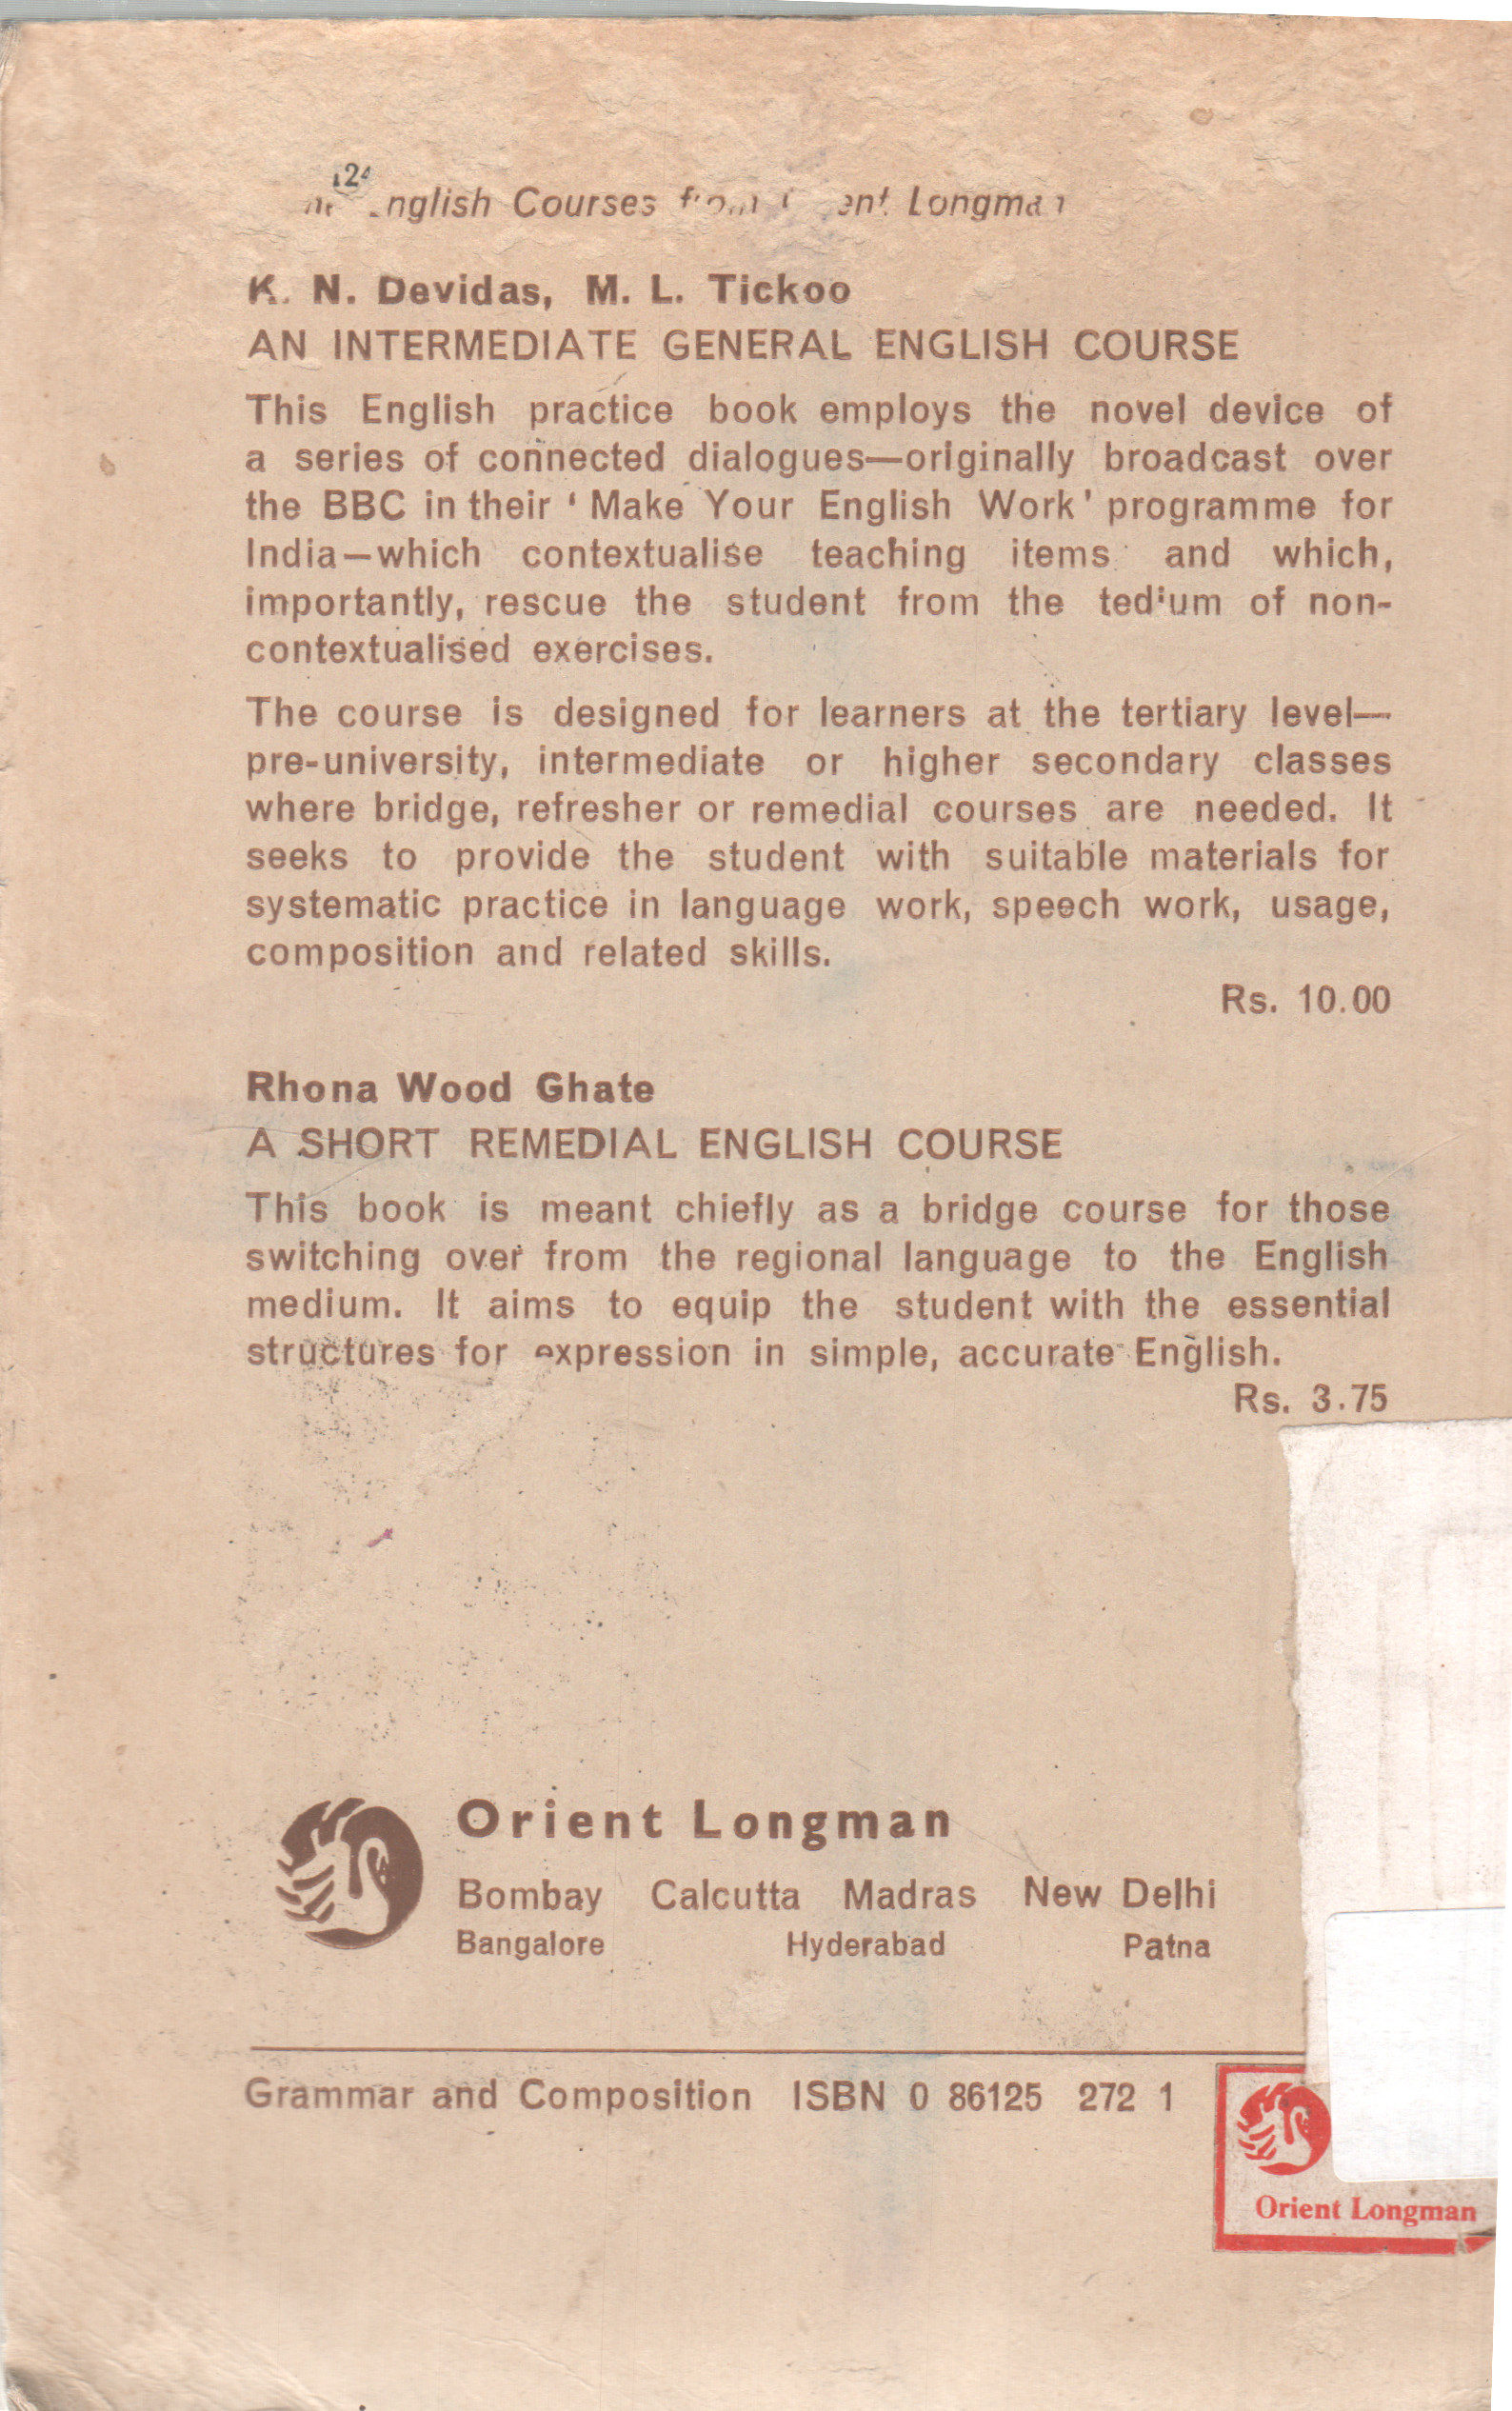 124
English Courses from Orient Longman
K. N. Devidas, M. L. Tickoo
AN INTERMEDIATE GENERAL ENGLISH COURSE
This English practice book employs the novel device of
a series of connected dialogues—originally broadcast over
the BBC in their ‘ Make Your English Work ’ programme for
India—which contextualise teaching items and which,
importantly, rescue the student from the tedium of non-
contextualised exercises.
The course is designed for learners at the tertiary level—
pre-university, intermediate or higher secondary classes
where bridge, refresher or remedial courses are needed. It
seeks to provide the student with suitable materials for
systematic practice in language work, speech work, usage,
composition and related skills.
Rs. 10.00
Rhona Wood Ghate
A SHORT REMEDIAL ENGLISH COURSE
This book is meant chiefly as a bridge course for those
switching over from the regional language to the English
medium. It aims to equip the student with the essential
structures for expression in simple, accurate English.
Rs. 3.75
Orient Longman
Bombay Calcutta Madras New Delhi
Bangalore Hyderabad Patna
Grammar and Composition ISBN 0 86125 272 1
Orient Longman